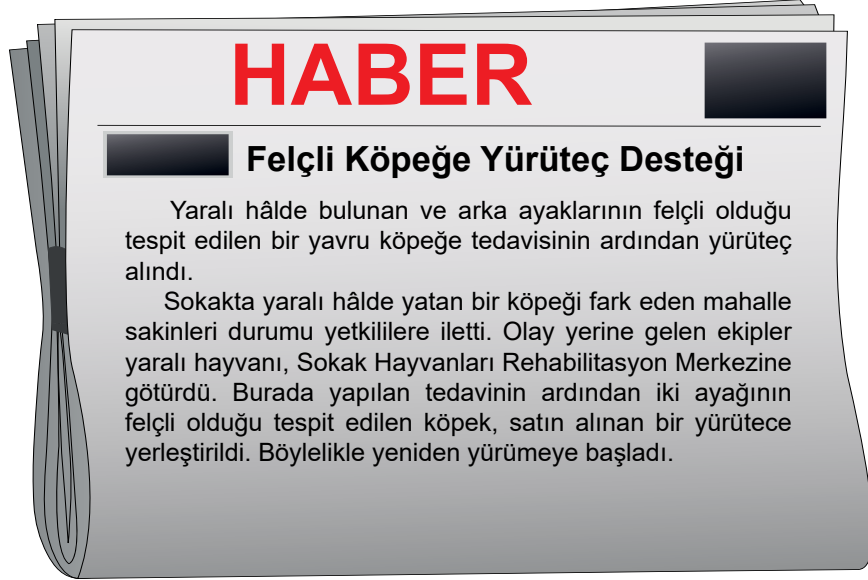 HABER
Felçli Köpeğe Yürüteç Desteği
Yaralı hâlde bulunan ve arka ayaklarının felçli olduğu
tespit edilen bir yavru köpeğe tedavisinin ardından yürüteç
alındı.
Sokakta yaralı hâlde yatan bir köpeği fark eden mahalle
sakinleri durumu yetkililere iletti. Olay yerine gelen ekipler
yaralı hayvanı, Sokak Hayvanları Rehabilitasyon Merkezine
götürdü. Burada yapılan tedavinin ardından iki ayağının
felçli olduğu tespit edilen köpek, satın alınan bir yürütece
yerleştirildi. Böylelikle yeniden yürümeye başladı.